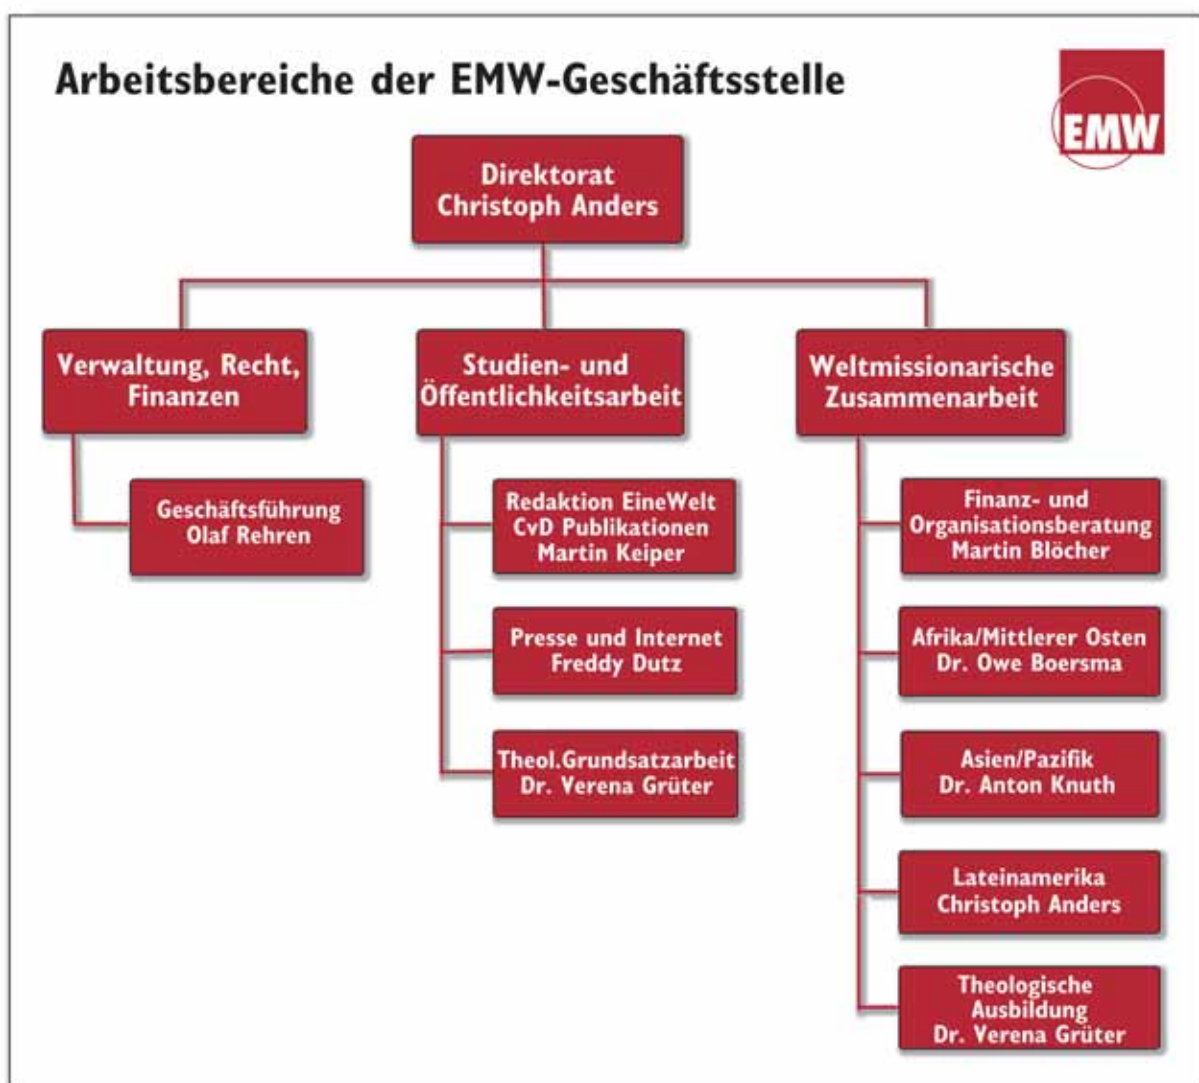 Arbeitsbereiche der EMW-Geschäftsstelle
EMW
Direktorat
Christoph Anders
Verwaltung, Recht,
Finanzen
Geschäftsführung
Olaf Rehren
Studien- und
Öffentlichkeitsarbeit
Redaktion EineWelt
CvD Publikationen
Martin Keiper
Presse und Internet
Freddy Dutz
Theol.Grundsatzarbeit
Dr. Verena Grüter
Weltmissionarische
Zusammenarbeit
Finanz- und
Organisationsberatung
Martin Blöcher
Afrika/Mittlerer Osten
Dr. Owe Boersma
Asien/Pazifik
Dr. Anton Knuth
Lateinamerika
Christoph Anders
Theologische
Ausbildung
Dr. Verena Grüter